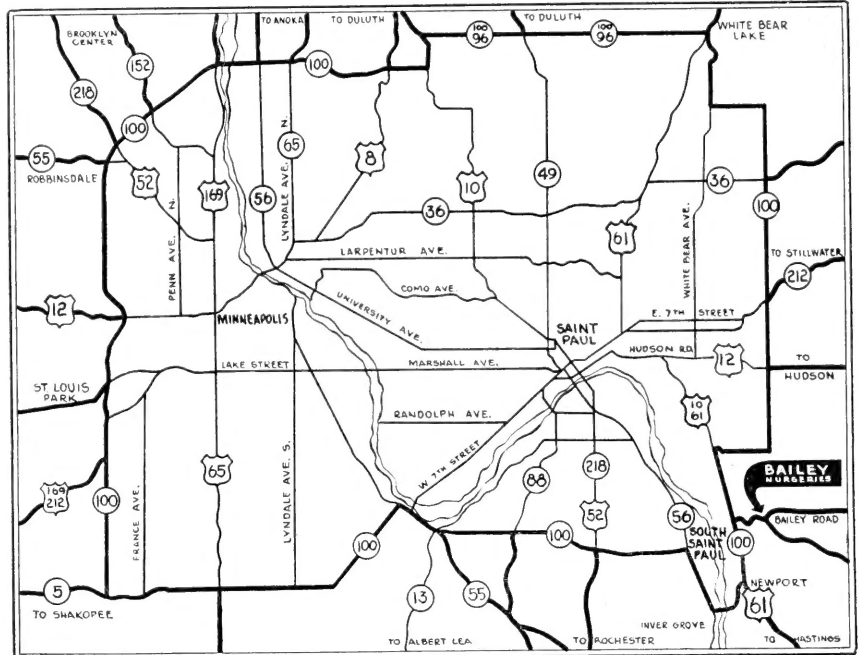 TO ANOKA
TO DULUTH
TO DULUTH
WHITE BEAR
LAKE
BROOKLYN
CENTER
152
218
100
100
96
100
96
100
55
ROBBINSDALE
52
169
56
65
LYNDALE AVE. N.
8
10
49
36
36
61
100
PENN AVE. N.
LARPENTUR AVE.
WHITE BEAR AVE.
TO STILLWATER
212
COMO AVE.
UNIVERSITY AVE.
12
MINNEAPOLIS
SAINT
PAUL
E. 7TH STREET
HUDSON RD.
12
TO
HUDSON
LAKE STREET
MARSHALL AVE.
ST. LOUIS
PARK
RANDOLPH AVE.
W. 7TH STREET
10
61
169
212
100
FRANCE AVE.
65
LYNDALE AVE. S.
88
218
52
56
BAILEY
NURSERIES
BAILEY ROAD
SOUTH
SAINT
PAUL
100
100
100
5
TO SHAKOPEE
13
55
NEWPORT
61
INVER GROVE
TO ALBERT LEA
TO ROCHESTER
TO HASTINGS